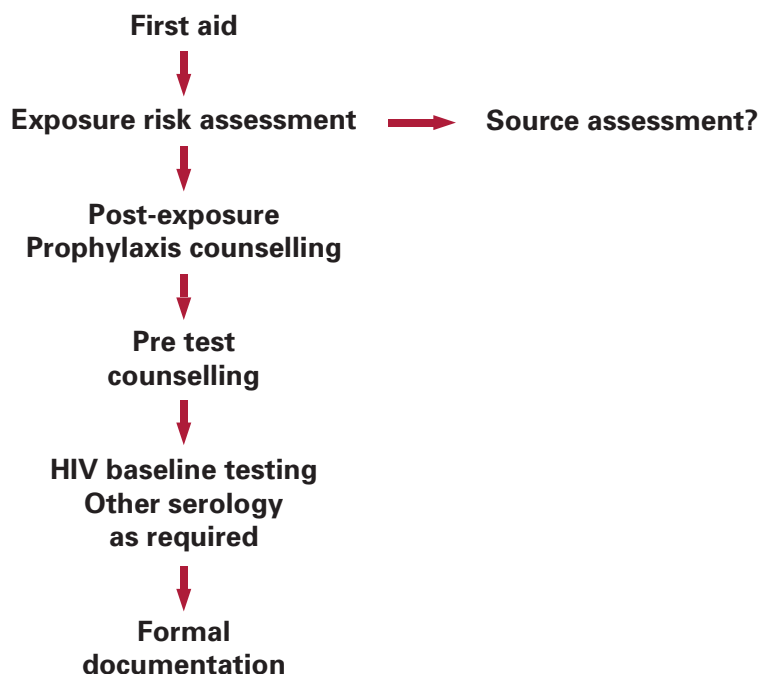 First aid
Exposure risk assessment
Source assessment?
Post-exposure
Prophylaxis counselling
Pre test
counselling
HIV baseline testing
Other serology
as required
Formal
documentation